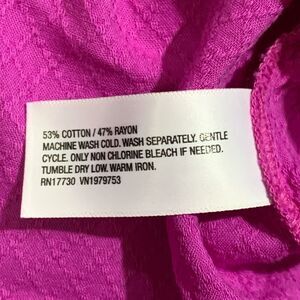 53% COTTON / 47% RAYON
MACHINE WASH COLD. WASH SEPARATELY. GENTLE
CYCLE. ONLY NON CHLORINE BLEACH IF NEEDED.
TUMBLE DRY LOW. WARM IRON.
RN17730 VN1979753